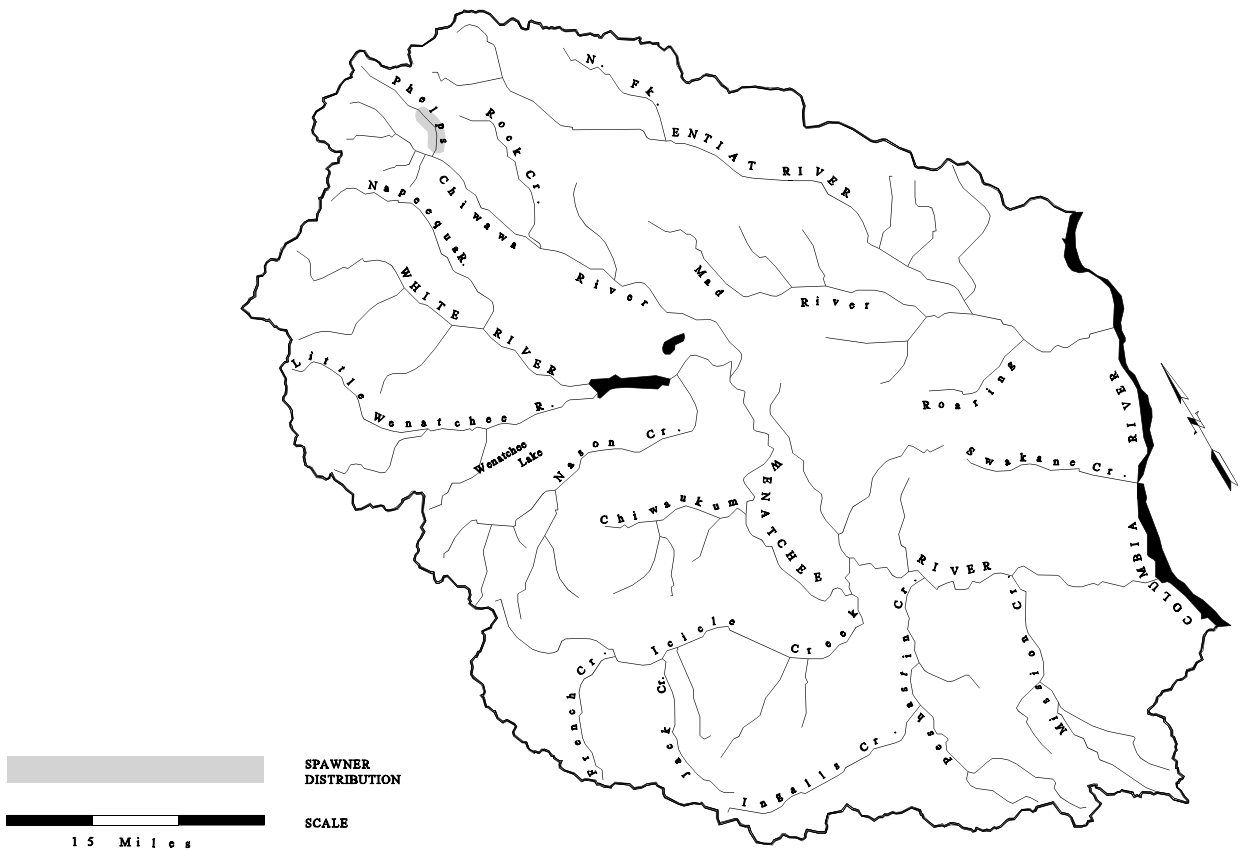 N. Fk.
Phelps
Rock Cr.
ENTIAT RIVER
Chiwawa River
NaPeequa R.
Mad River
WHITE RIVER
Little Wenatchee R.
Roaring
RIVER
Wenatchee
Lake
Nason Cr.
Swakane Cr.
Chiwaukum
WENATCHEE
RIVER
COLUMBIA
Icicle Creek
French Cr.
Jack Cr.
Peshastin Cr.
Mission Cr.
Ingalls Cr.
SPAWNER
DISTRIBUTION
SCALE
15 Miles